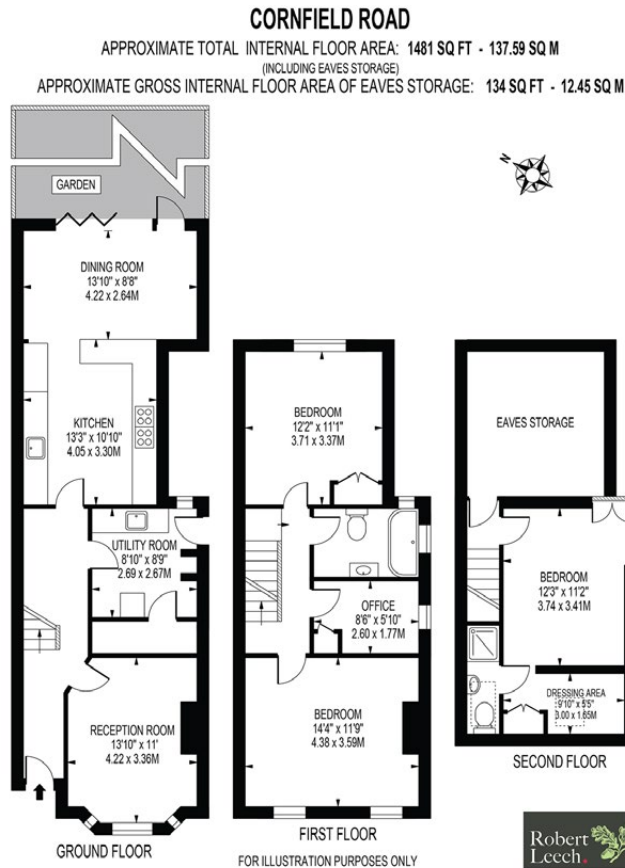 CORNFIELD ROAD
APPROXIMATE TOTAL INTERNAL FLOOR AREA: 1481 SQ FT - 137.59 SQ M
(INCLUDING EAVES STORAGE)
APPROXIMATE GROSS INTERNAL FLOOR AREA OF EAVES STORAGE: 134 SQ FT - 12.45 SQ M
N
GARDEN
DINING ROOM
13'10" x 8'8"
4.22 x 2.64M
KITCHEN
13'3" x 10'10"
4.05 x 3.30M
UTILITY ROOM
8'10" x 8'9"
2.69 x 2.67M
RECEPTION ROOM
13'10" x 11'
4.22 x 3.36M
GROUND FLOOR
BEDROOM
12'2" x 11'1"
3.71 x 3.37M
OFFICE
8'6" x 5'10"
2.60 x 1.77M
BEDROOM
14'4" x 11'9"
4.38 x 3.59M
FIRST FLOOR
EAVES STORAGE
BEDROOM
12'3" x 11'2"
3.74 x 3.41M
DRESSING AREA
9'10" x 5'5"
3.00 x 1.65M
SECOND FLOOR
FOR ILLUSTRATION PURPOSES ONLY
Robert
Leech.